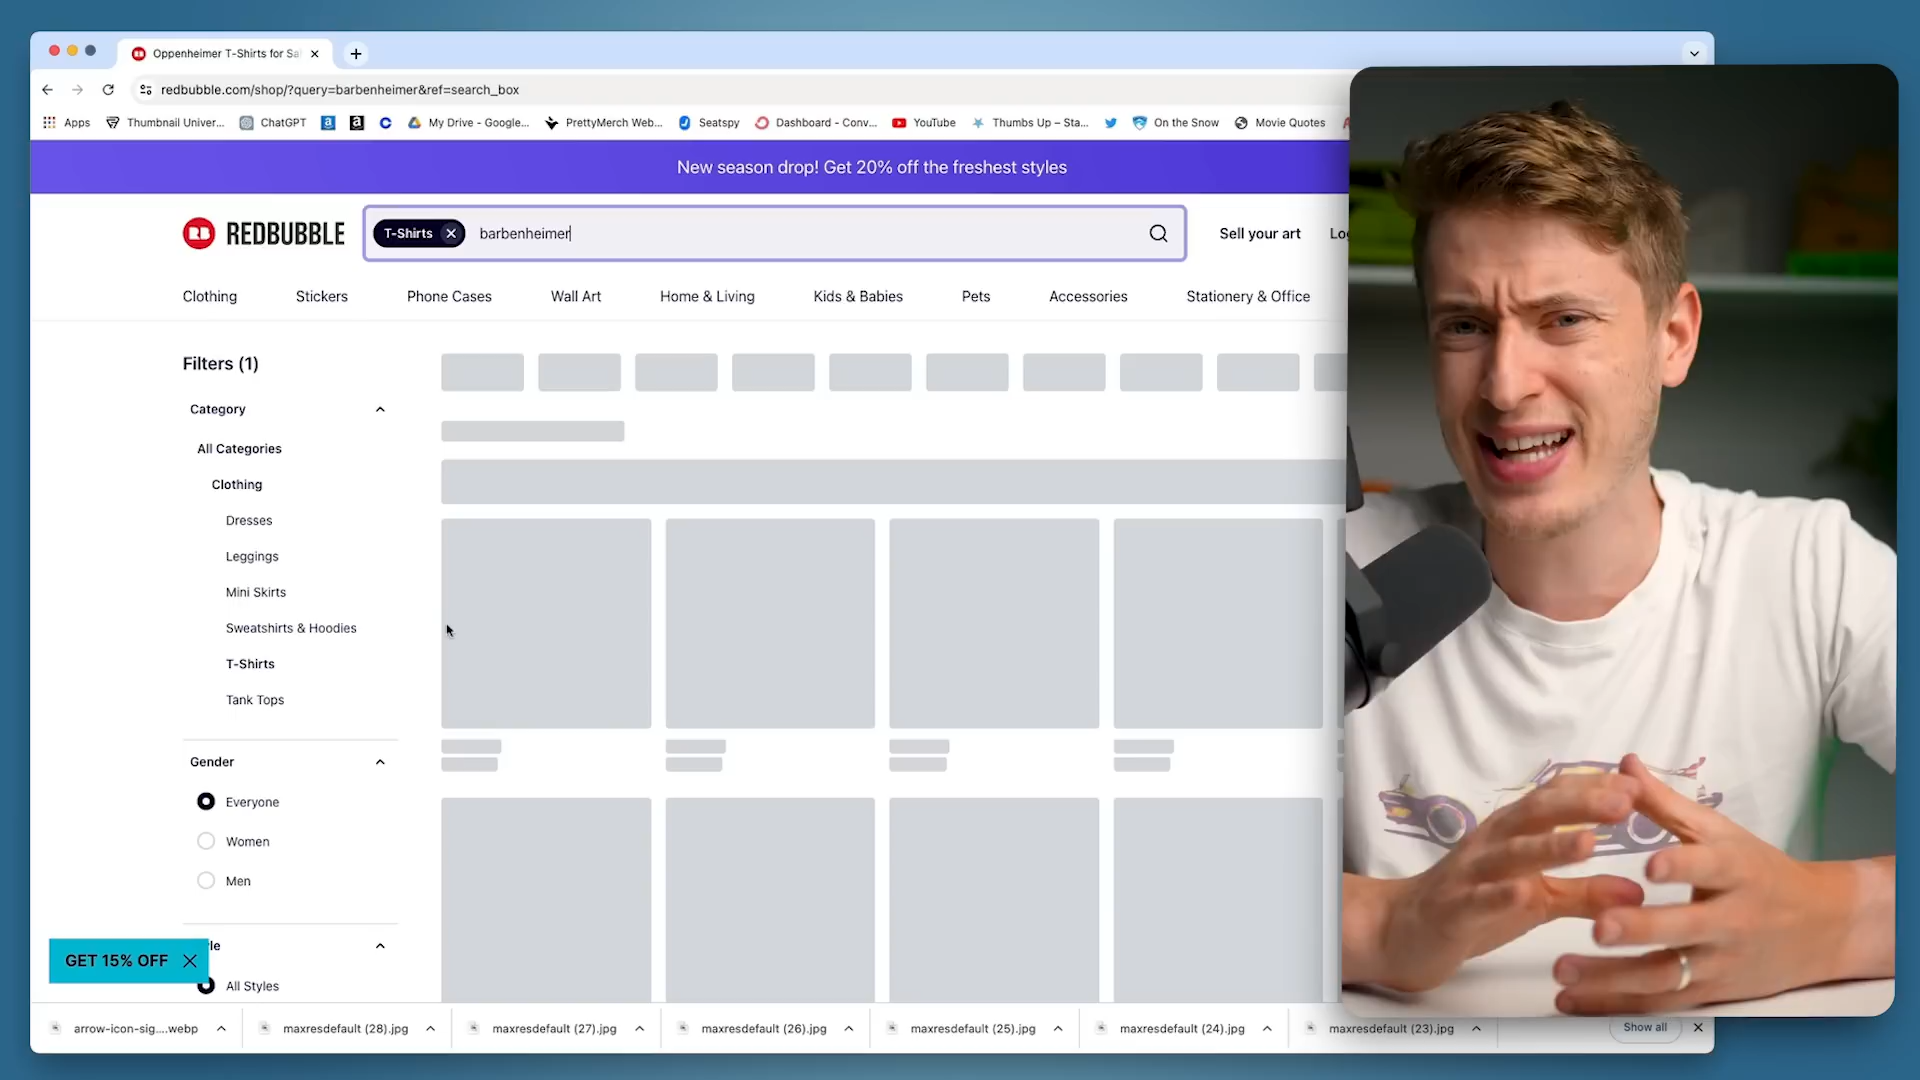 Oppenheimer T-Shirts for Sa
redbubble.com/shop/?query=barbenheimer&ref=search_box
Apps
Thumbnail Univer...
ChatGPT
My Drive - Google...
PrettyMerch Web...
Seatspy
Dashboard - Conv...
YouTube
Thumbs Up – Sta...
On the Snow
Movie Quotes
New season drop! Get 20% off the freshest styles
RB REDBUBBLE
T-Shirts
barbenheimer
Sell your art
Log
Clothing
Stickers
Phone Cases
Wall Art
Home & Living
Kids & Babies
Pets
Accessories
Stationery & Office
Filters (1)
Category
All Categories
Clothing
Dresses
Leggings
Mini Skirts
Sweatshirts & Hoodies
T-Shirts
Tank Tops
Gender
Everyone
Women
Men
GET 15% OFF
le
All Styles
arrow-icon-sig....webp
maxresdefault (28).jpg
maxresdefault (27).jpg
maxresdefault (26).jpg
maxresdefault (25).jpg
maxresdefault (24).jpg
maxresdefault (23).jpg
Show all